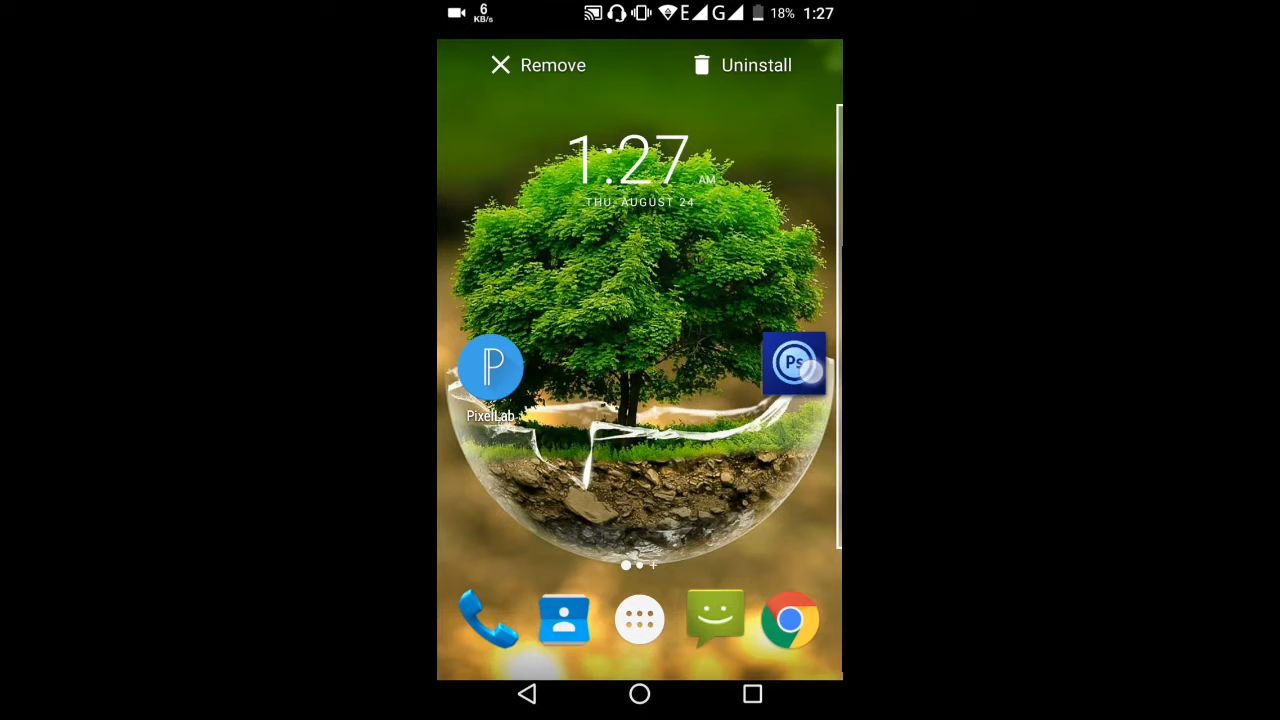 6 KB/s E G 18% 1:27
Remove Uninstall
1:27 AM
THU, AUGUST 24
P Ps
PixelLab